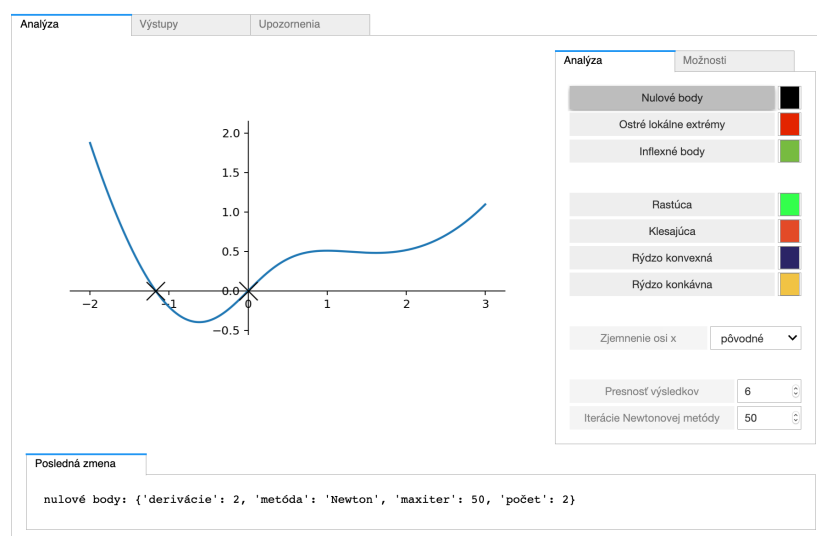 Analýza
Výstupy
Upozornenia
Analýza
Možnosti
Nulové body
Ostré lokálne extrémy
Inflexné body
Rastúca
Klesajúca
Rýdzo konvexná
Rýdzo konkávna
Zjemnenie osi x
pôvodné
Presnosť výsledkov
6
Iterácie Newtonovej metódy
50
2.0
1.5
1.0
0.5
0.0
−0.5
−2
−1
0
1
2
3
Posledná zmena
nulové body: {'derivácie': 2, 'metóda': 'Newton', 'maxiter': 50, 'počet': 2}